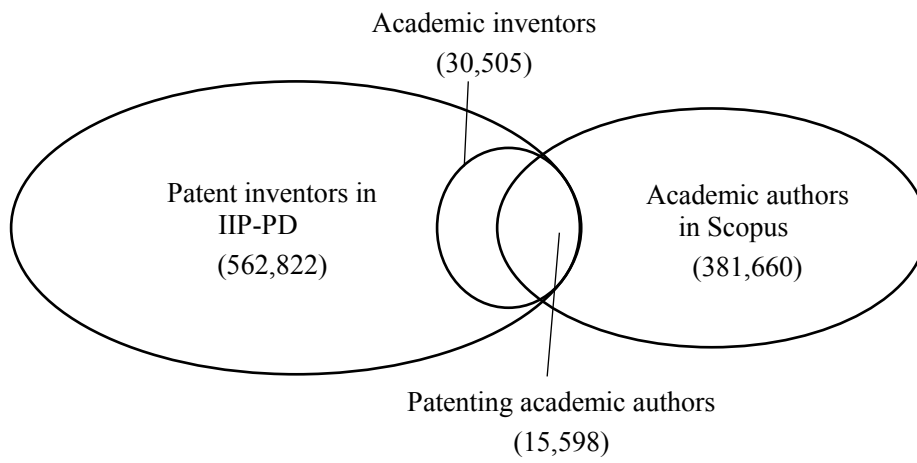 Academic inventors
(30,505)
Patent inventors in
IIP-PD
(562,822)
Academic authors
in Scopus
(381,660)
Patenting academic authors
(15,598)